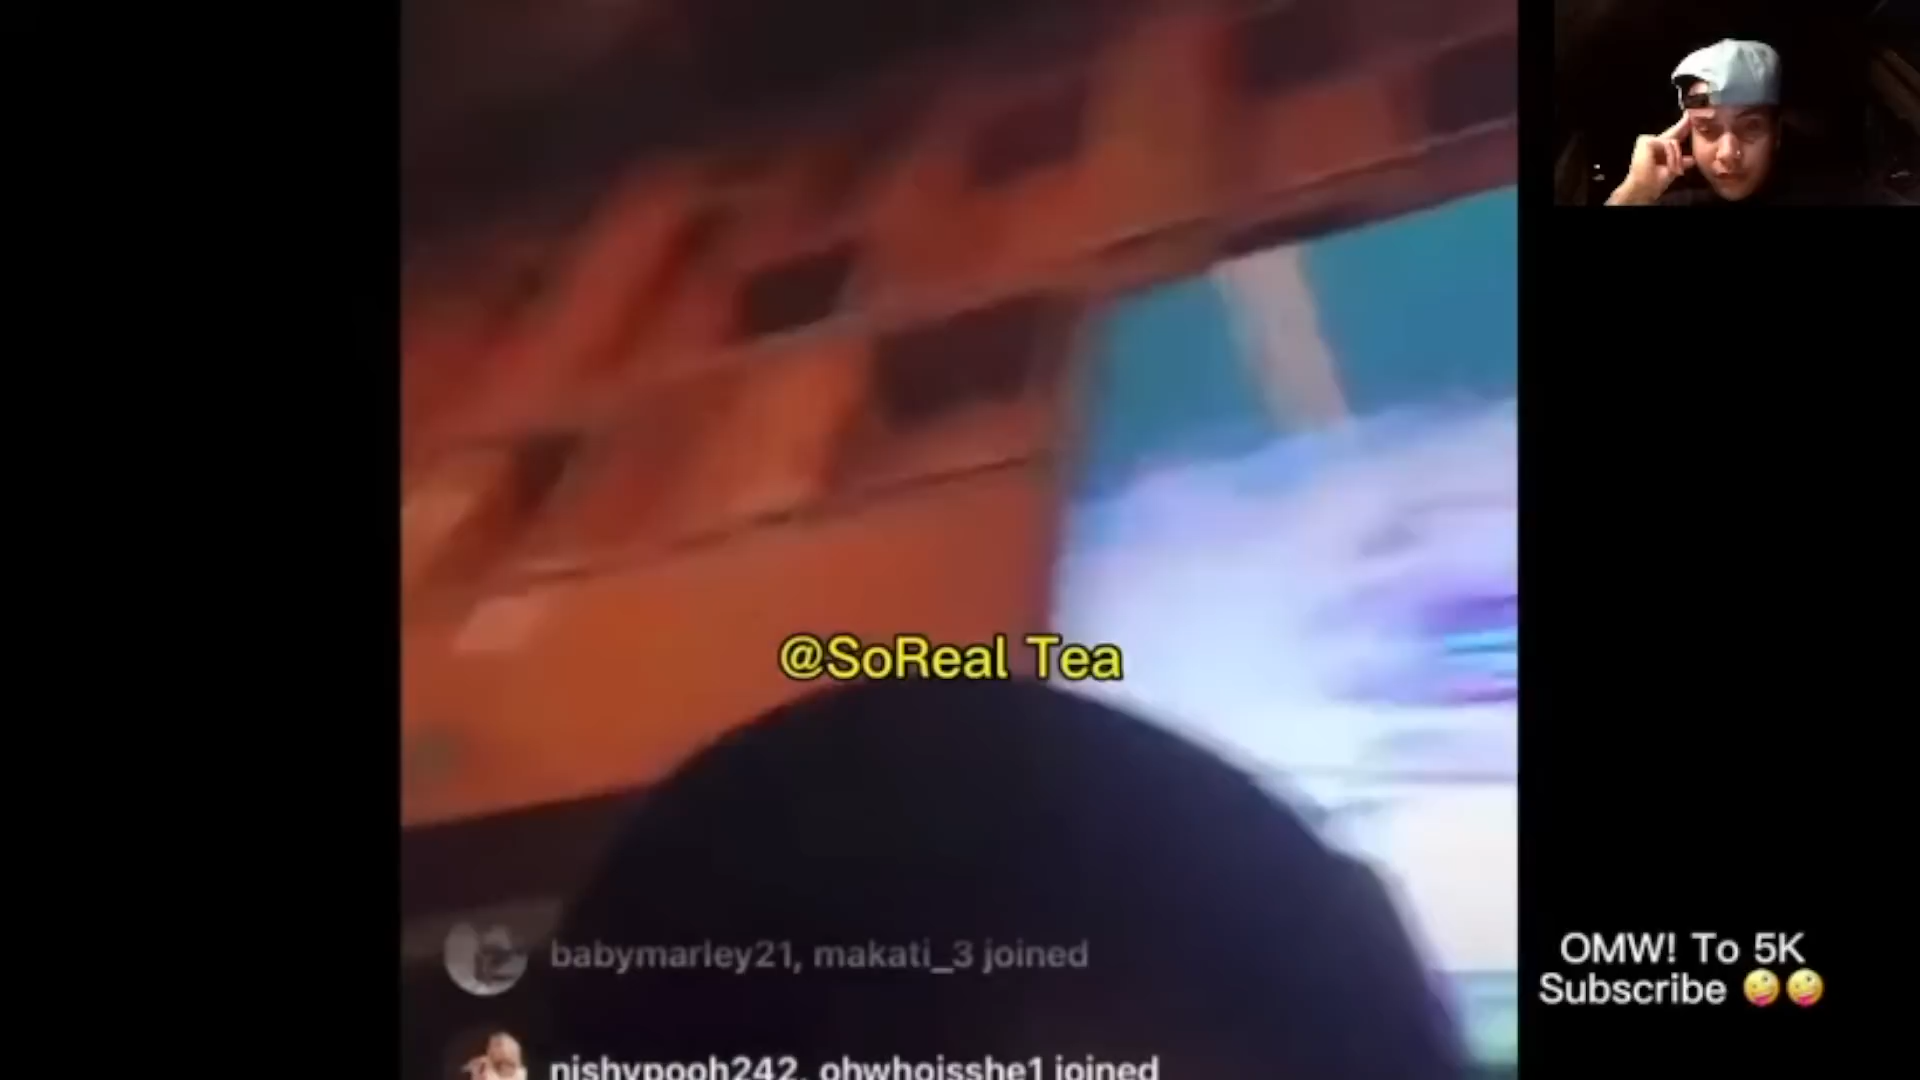 @SoReal Tea
babymarley21, makati_3 joined
nishypooh242, ohwhoisshe1 joined
OMW! To 5K
Subscribe 🤪🤪